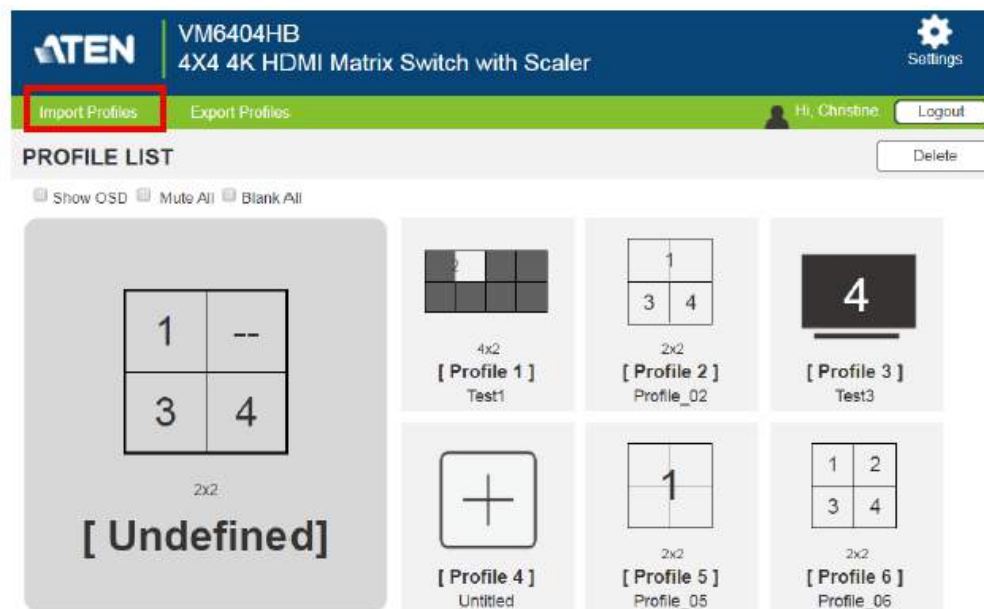 ATEN
VM6404HB
4X4 4K HDMI Matrix Switch with Scaler
Settings
Import Profiles
Export Profiles
Hi, Christine.
Logout
PROFILE LIST
Delete
Show OSD
Mute All
Blank All
1 --
3 4
2x2
[ Undefined]
2
4x2
[ Profile 1 ]
Test1
1
3 4
2x2
[ Profile 2 ]
Profile_02
4
[ Profile 3 ]
Test3
[ Profile 4 ]
Untitled
1
2x2
[ Profile 5 ]
Profile_05
1 2
3 4
2x2
[ Profile 6 ]
Profile_06